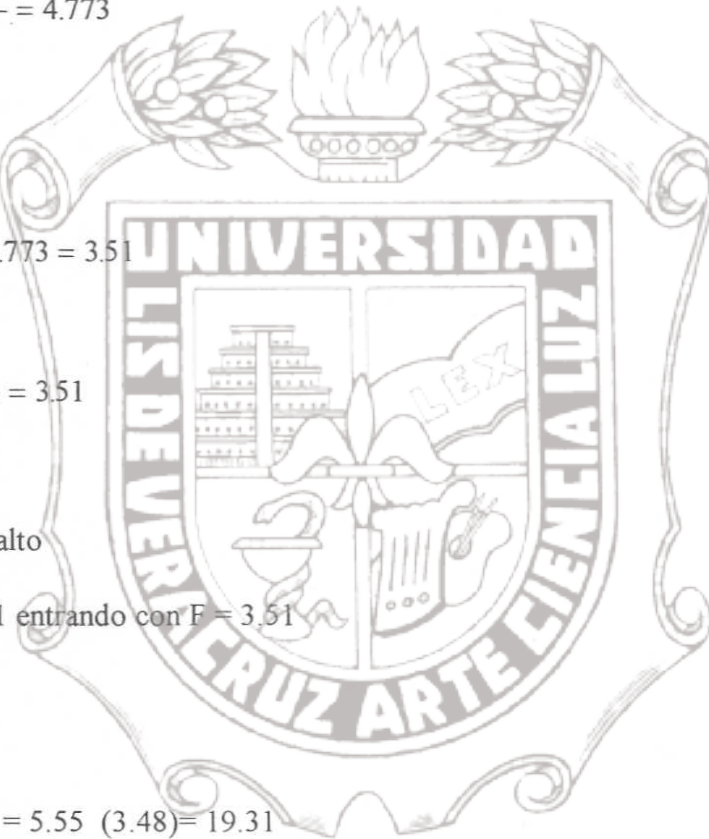 = 4.773
.773 = 3.51
UNIVERSIDAD
LIS DE VERACRUZ ARTE CIENCIA LUZ
LEX
= 3.51
alto
entrando con F = 3.51
= 5.55 (3.48)= 19.31